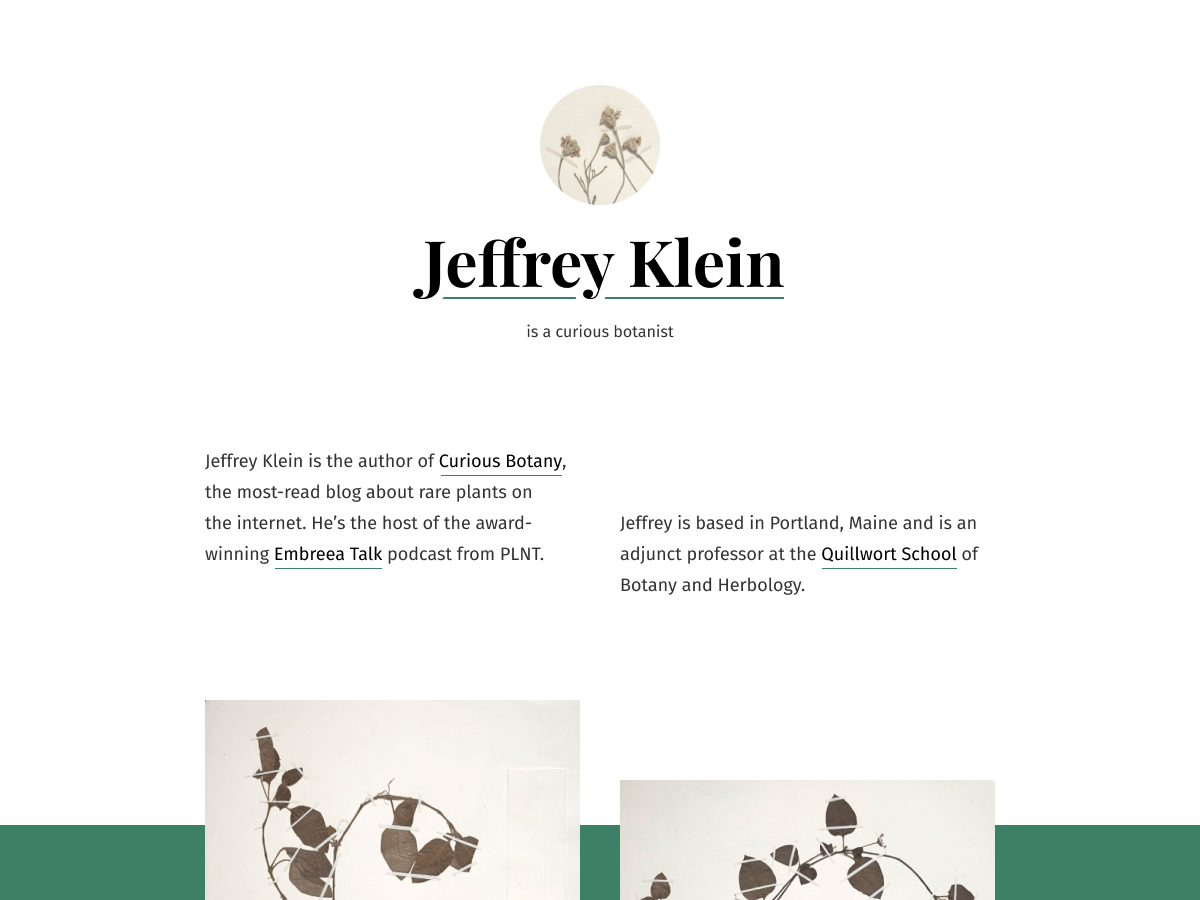 Jeffrey Klein
is a curious botanist
Jeffrey Klein is the author of Curious Botany,
the most-read blog about rare plants on
the internet. He’s the host of the award-
winning Embreea Talk podcast from PLNT.
Jeffrey is based in Portland, Maine and is an
adjunct professor at the Quillwort School of
Botany and Herbology.